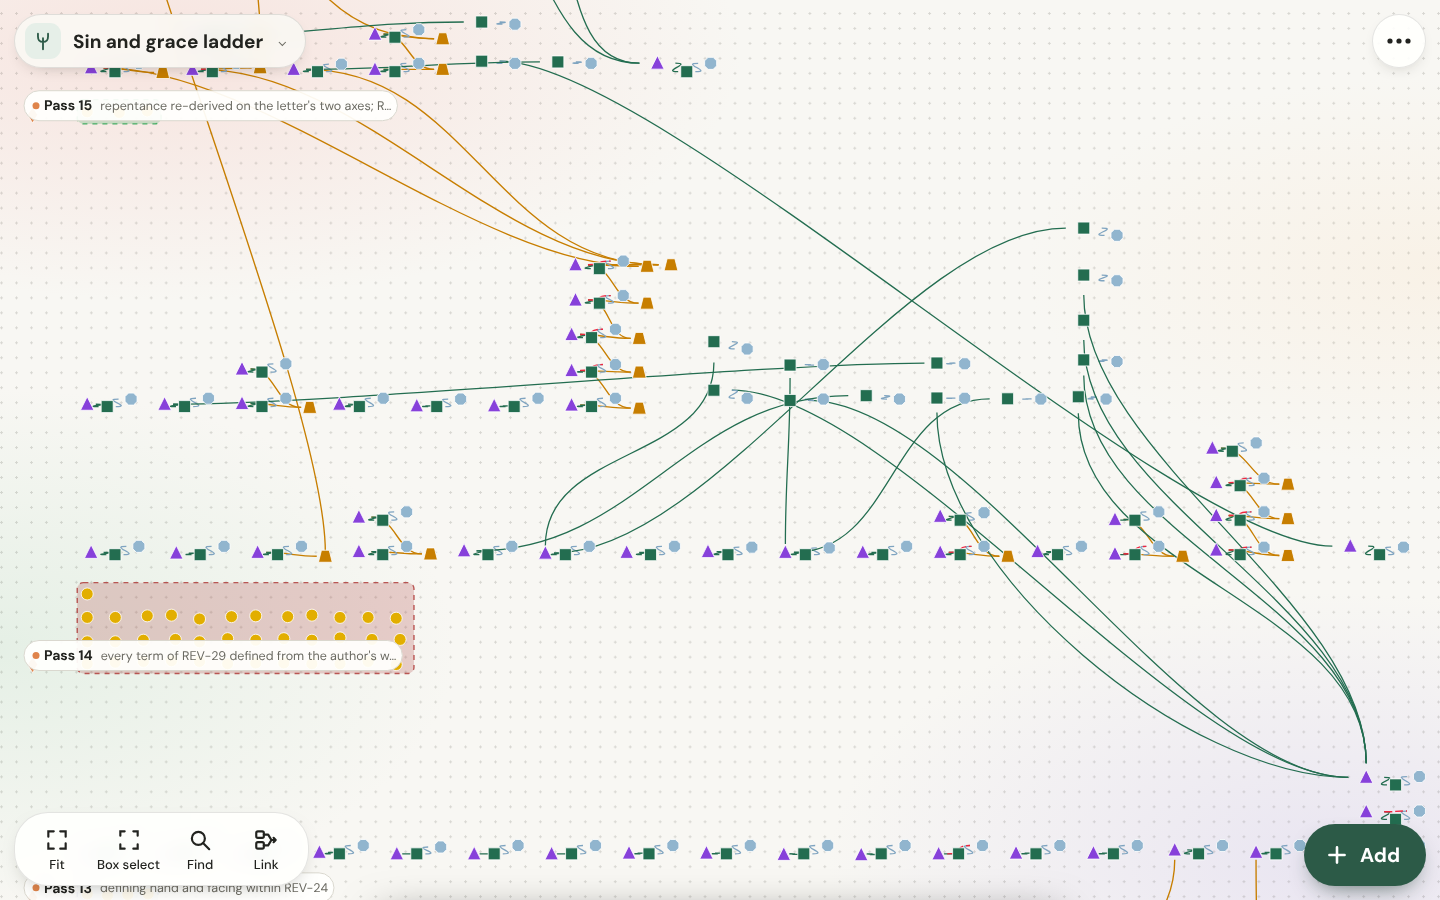 Sin and grace ladder
Pass 15 repentance re-derived on the letter's two axes; R...
Pass 14 every term of REV-29 defined from the author's w...
Fit
Box select
Find
Link
Add
Pass 13 defining hand and facing within REV-24